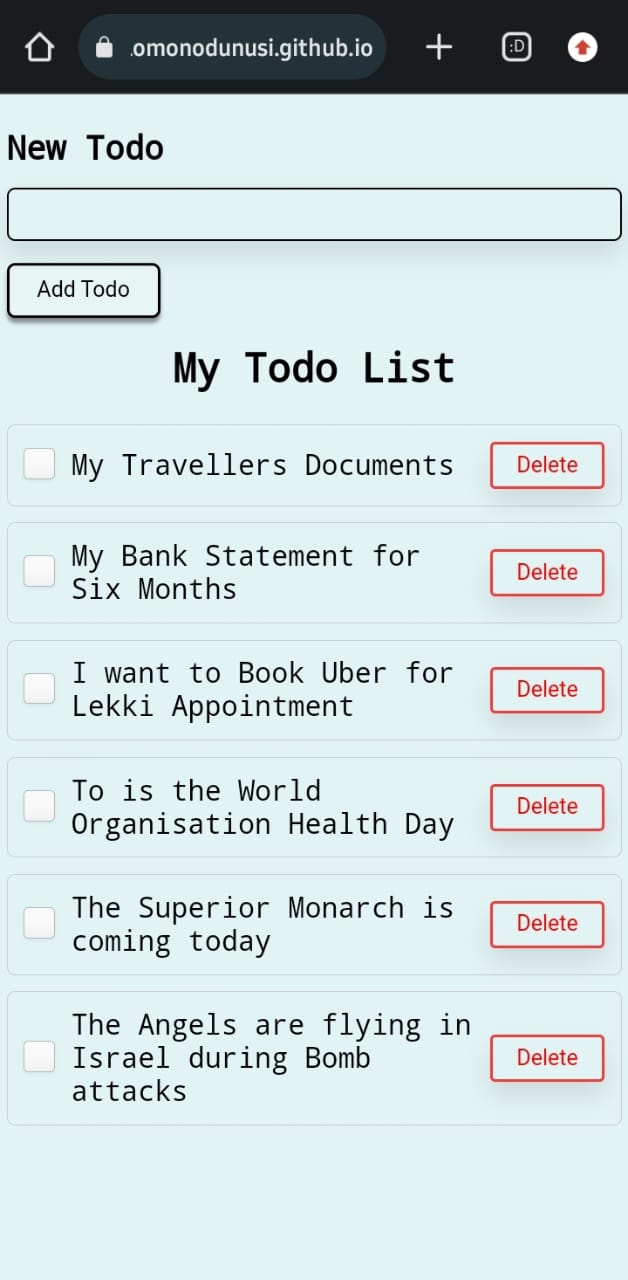 .omonodunusi.github.io
:D
New Todo
Add Todo
My Todo List
My Travellers Documents
Delete
My Bank Statement for
Six Months
Delete
I want to Book Uber for
Lekki Appointment
Delete
To is the World
Organisation Health Day
Delete
The Superior Monarch is
coming today
Delete
The Angels are flying in
Israel during Bomb
attacks
Delete